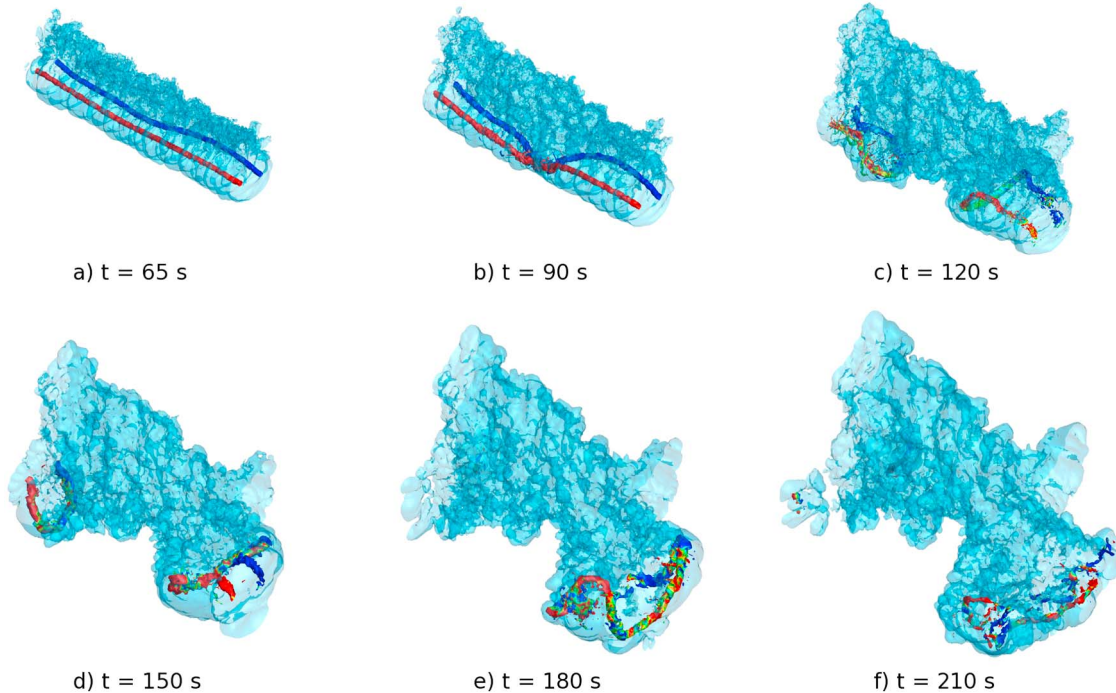 a) t = 65 s
b) t = 90 s
c) t = 120 s
d) t = 150 s
e) t = 180 s
f) t = 210 s